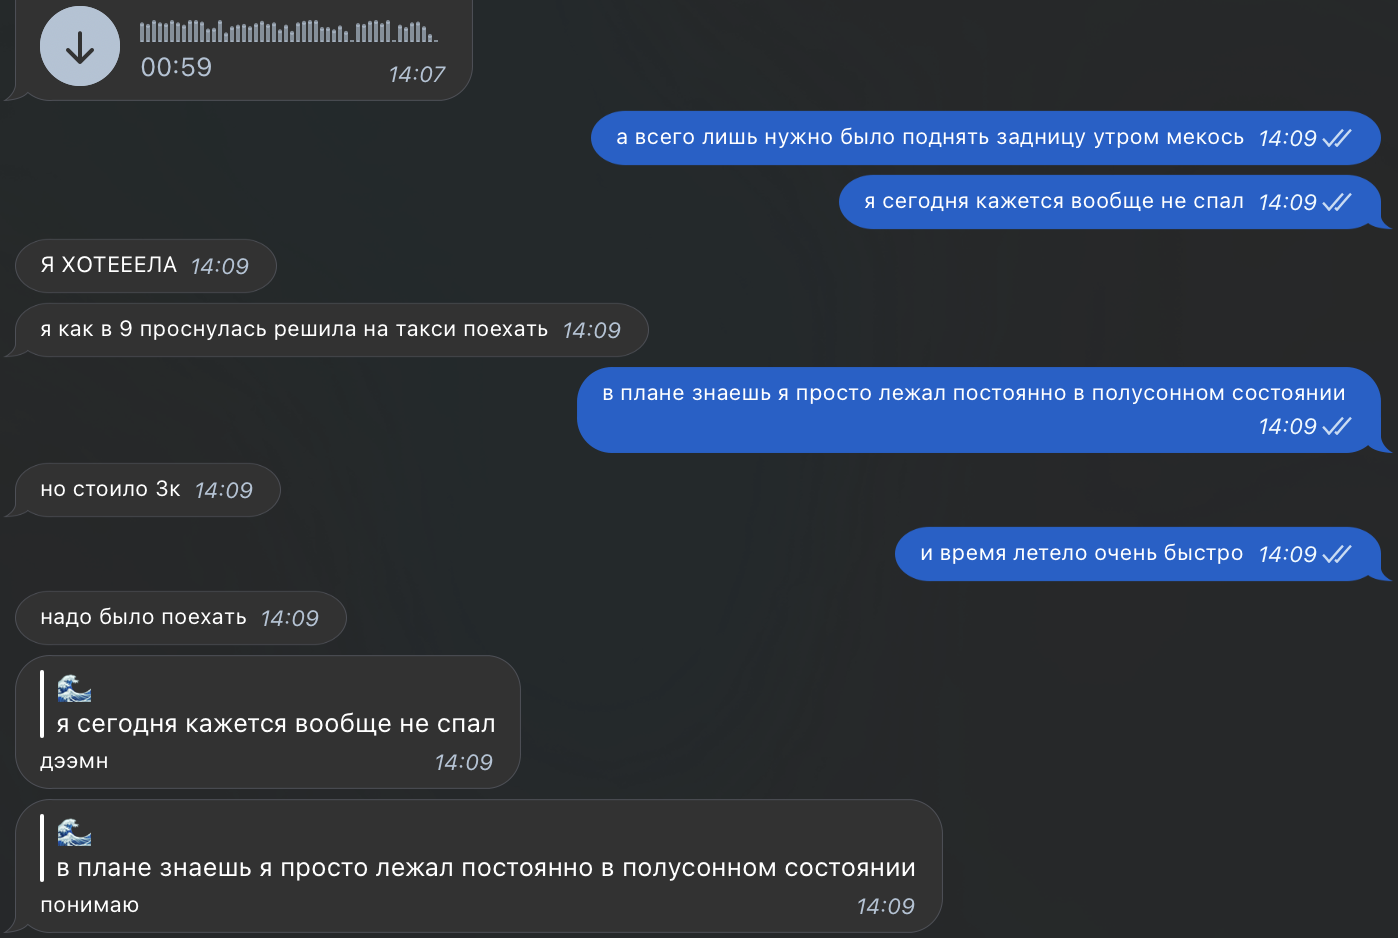 00:59
14:07
а всего лишь нужно было поднять задницу утром мекось 14:09
я сегодня кажется вообще не спал 14:09
Я ХОТЕЕЕЛА 14:09
я как в 9 проснулась решила на такси поехать 14:09
в плане знаешь я просто лежал постоянно в полусонном состоянии
14:09
но стоило 3к 14:09
и время летело очень быстро 14:09
надо было поехать 14:09
🌊
я сегодня кажется вообще не спал
дээмн 14:09
🌊
в плане знаешь я просто лежал постоянно в полусонном состоянии
понимаю 14:09